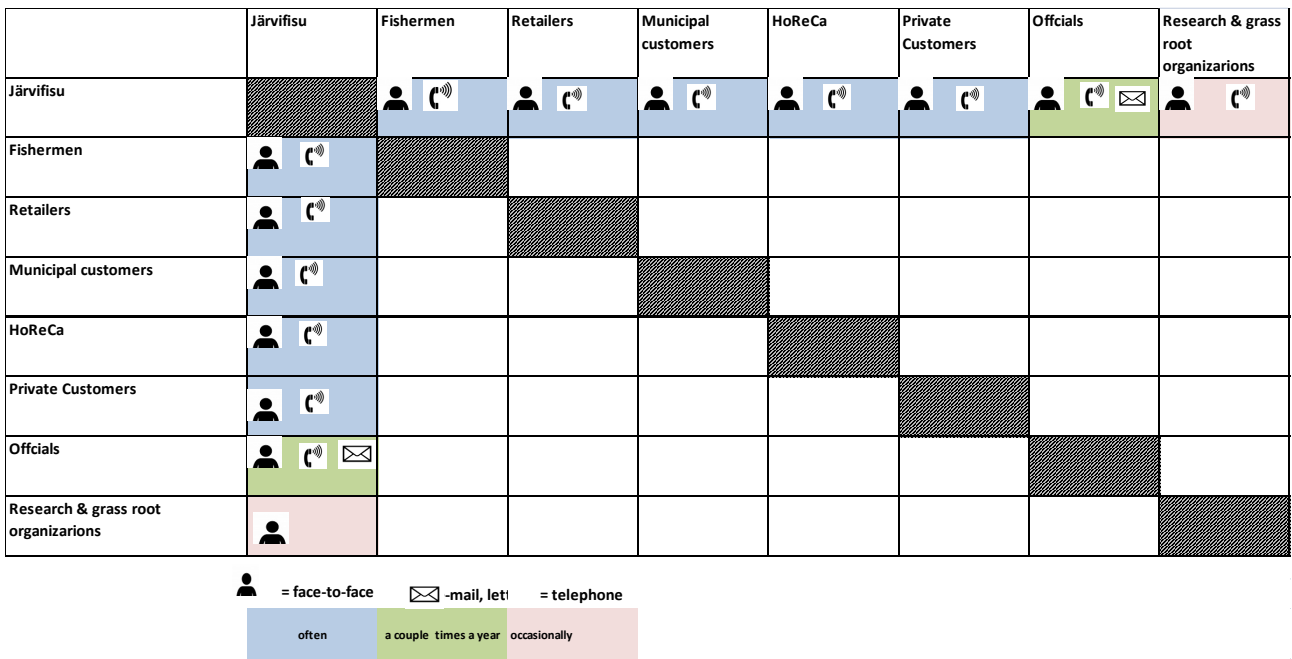 Järvifisu Fishermen Retailers Municipal customers HoReCa Private Customers Offcials Research & grass root organizarions
Järvifisu
Fishermen
Retailers
Municipal customers
HoReCa
Private Customers
Offcials
Research & grass root
organizarions
= face-to-face -mail, lett = telephone
often a couple times a year occasionally